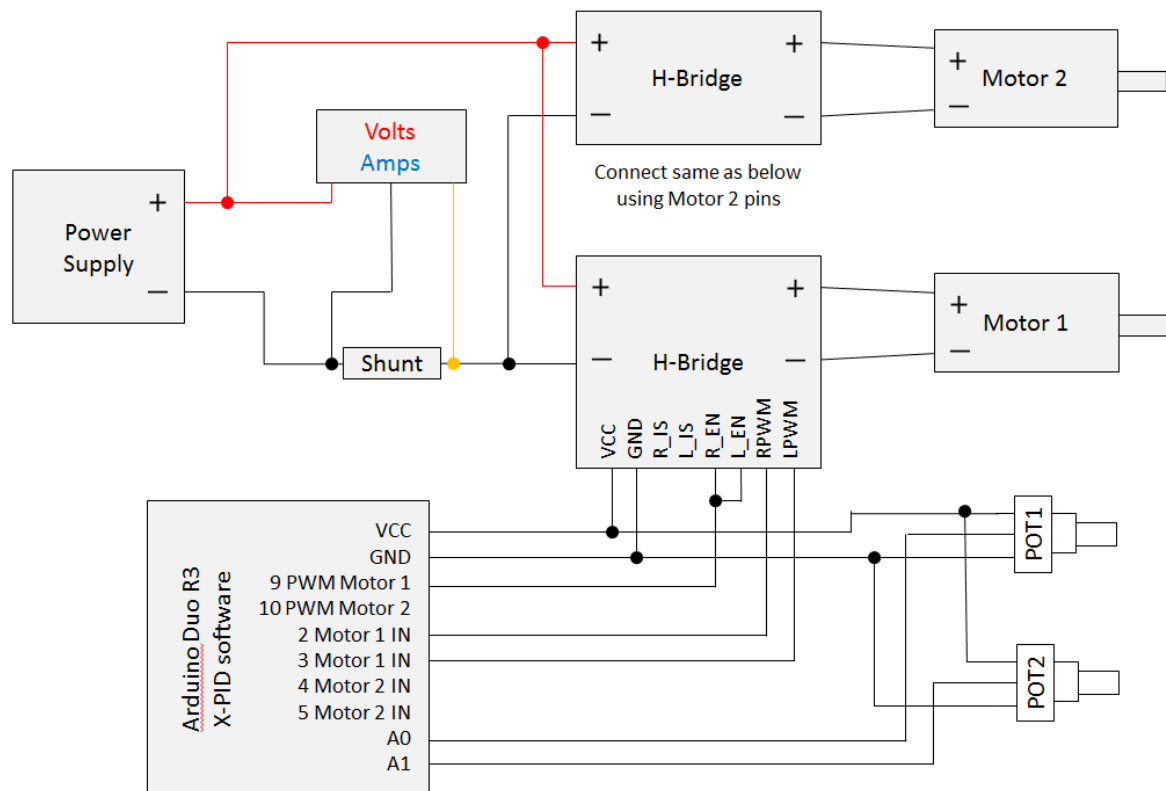 +
+
H-Bridge
−
−
+
Motor 2
−
Volts
Amps
Connect same as below
using Motor 2 pins
+
Power
Supply
−
+
+
H-Bridge
−
−
+
Motor 1
−
Shunt
VCC
GND
R_IS
L_IS
R_EN
L_EN
RPWM
LPWM
Arduino Duo R3
X-PID software
VCC
GND
9 PWM Motor 1
10 PWM Motor 2
2 Motor 1 IN
3 Motor 1 IN
4 Motor 2 IN
5 Motor 2 IN
A0
A1
POT1
POT2